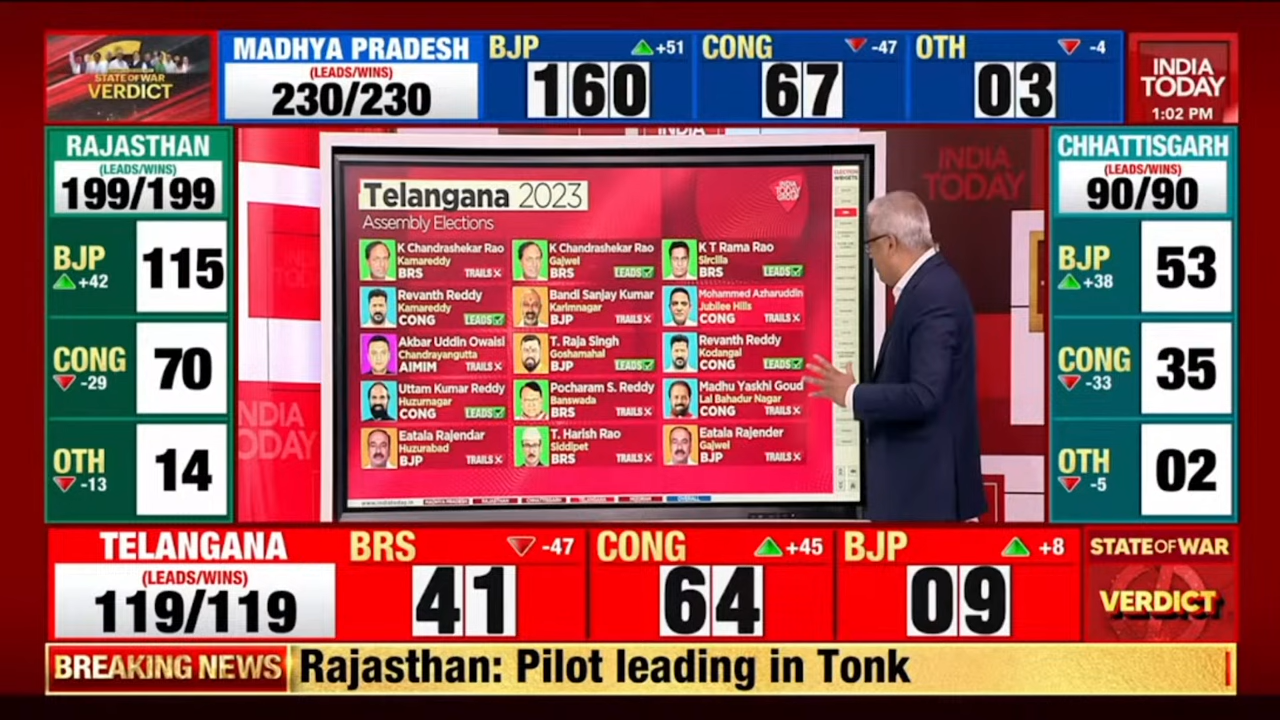 STATE OF WAR
VERDICT
MADHYA PRADESH
(LEADS/WINS)
230/230
BJP +51
160
CONG -47
67
OTH -4
03
INDIA
TODAY
1:02 PM
RAJASTHAN
(LEADS/WINS)
199/199
BJP
+42
115
CONG
-29
70
OTH
-13
14
INDIA
INDIA
TODAY
INDIA
TODAY
Telangana 2023
Assembly Elections
INDIA
TODAY
GROUP
K Chandrashekar Rao
Kamareddy
BRS TRAILS X
K Chandrashekar Rao
Gajwel
BRS LEADS
K T Rama Rao
Sircilla
BRS LEADS
Revanth Reddy
Kamareddy
CONG LEADS
Bandi Sanjay Kumar
Karimnagar
BJP TRAILS X
Mohammed Azharuddin
Jubilee Hills
CONG TRAILS X
Akbar Uddin Owaisi
Chandrayangutta
AIMIM TRAILS X
T. Raja Singh
Goshamahal
BJP LEADS
Revanth Reddy
Kodangal
CONG LEADS
Uttam Kumar Reddy
Huzurnagar
CONG LEADS
Pocharam S. Reddy
Banswada
BRS TRAILS X
Madhu Yaskhi Goud
Lal Bahadur Nagar
CONG TRAILS X
Eatala Rajendar
Huzurabad
BJP TRAILS X
T. Harish Rao
Siddipet
BRS TRAILS X
Eatala Rajender
Gajwel
BJP TRAILS X
CHHATTISGARH
(LEADS/WINS)
90/90
BJP
+38
53
CONG
-33
35
OTH
-5
02
TELANGANA
(LEADS/WINS)
119/119
BRS -47
41
CONG +45
64
BJP +8
09
STATE OF WAR
VERDICT
BREAKING NEWS Rajasthan: Pilot leading in Tonk